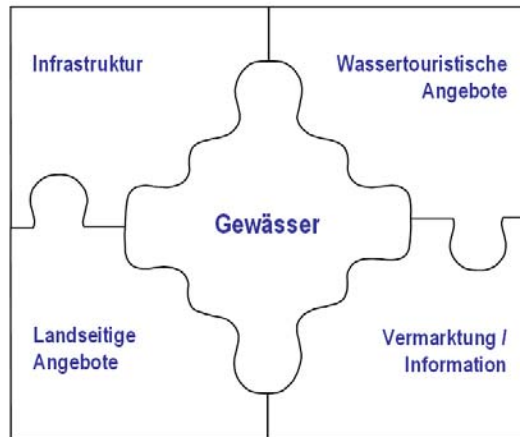 Infrastruktur
Wassertouristische
Angebote
Gewässer
Landseitige
Angebote
Vermarktung /
Information